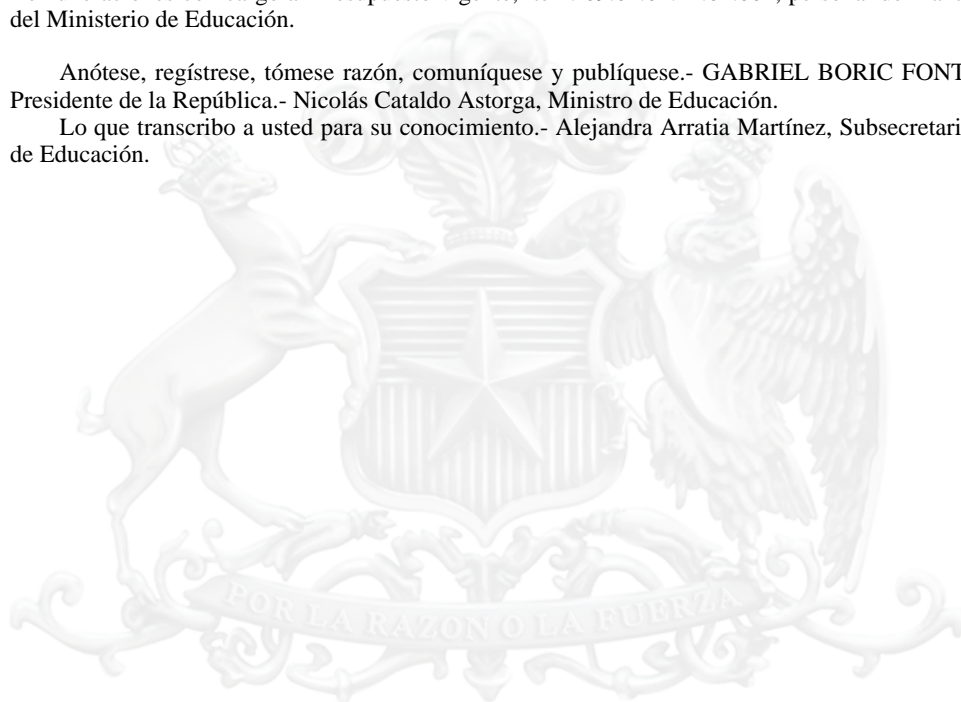 del Ministerio de Educación.
Anótese, regístrese, tómese razón, comuníquese y publíquese.- GABRIEL BORIC FONT
Presidente de la República.- Nicolás Cataldo Astorga, Ministro de Educación.
Lo que transcribo a usted para su conocimiento.- Alejandra Arratia Martínez, Subsecretari
de Educación.
POR LA RAZON O LA FUERZA